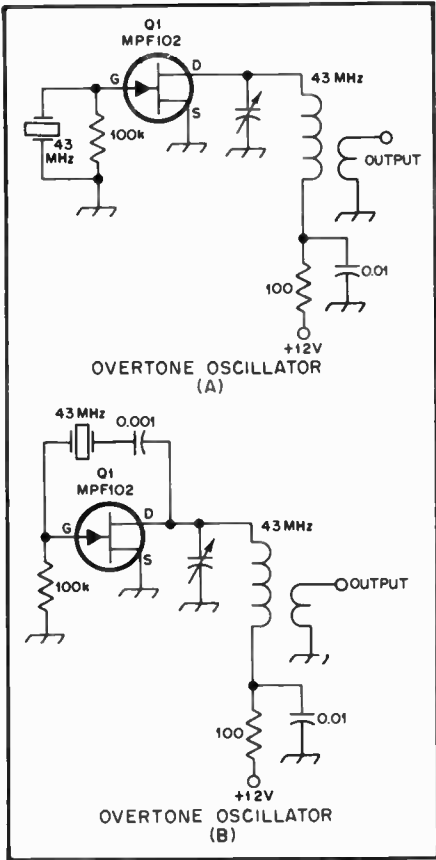 Q1
MPF102
D
G
S
43 MHz
43
MHz
100k
OUTPUT
100
0.01
+12V
OVERTONE OSCILLATOR
(A)
43 MHz
0.001
Q1
MPF102
D
G
S
43 MHz
100k
OUTPUT
100
0.01
+12V
OVERTONE OSCILLATOR
(B)